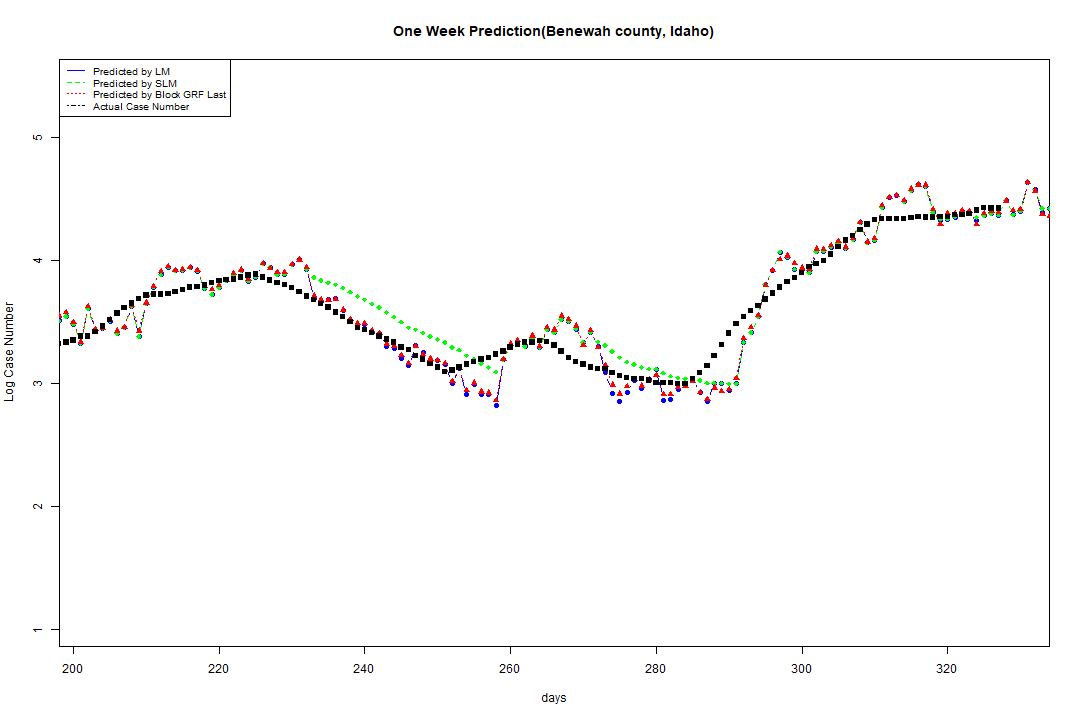 One Week Prediction(Benewah county, Idaho)
Predicted by LM
Predicted by SLM
Predicted by Block GRF Last
Actual Case Number
5
4
3
2
1
Log Case Number
200 220 240 260 280 300 320
days